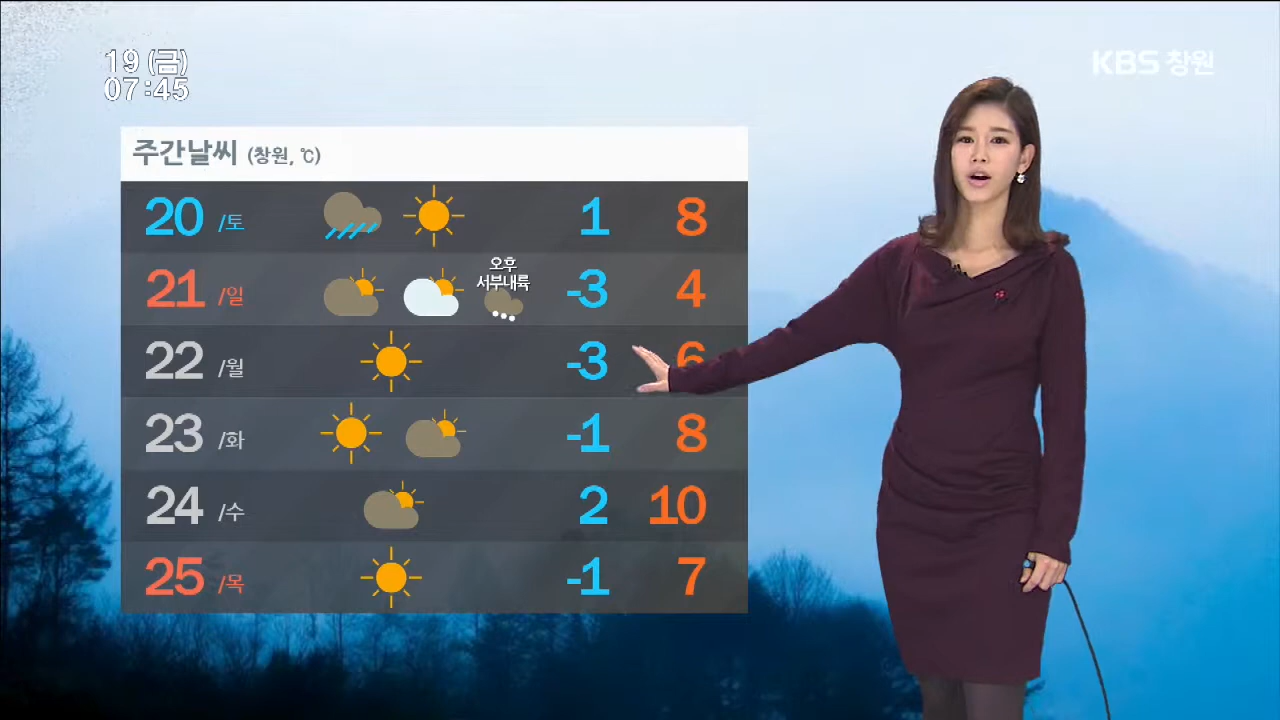 19 (금)
07:45
KBS 창원
주간날씨 (창원, ℃)
20 /토 1 8
오후
서부내륙
21 /일 -3 4
22 /월 -3 6
23 /화 -1 8
24 /수 2 10
25 /목 -1 7